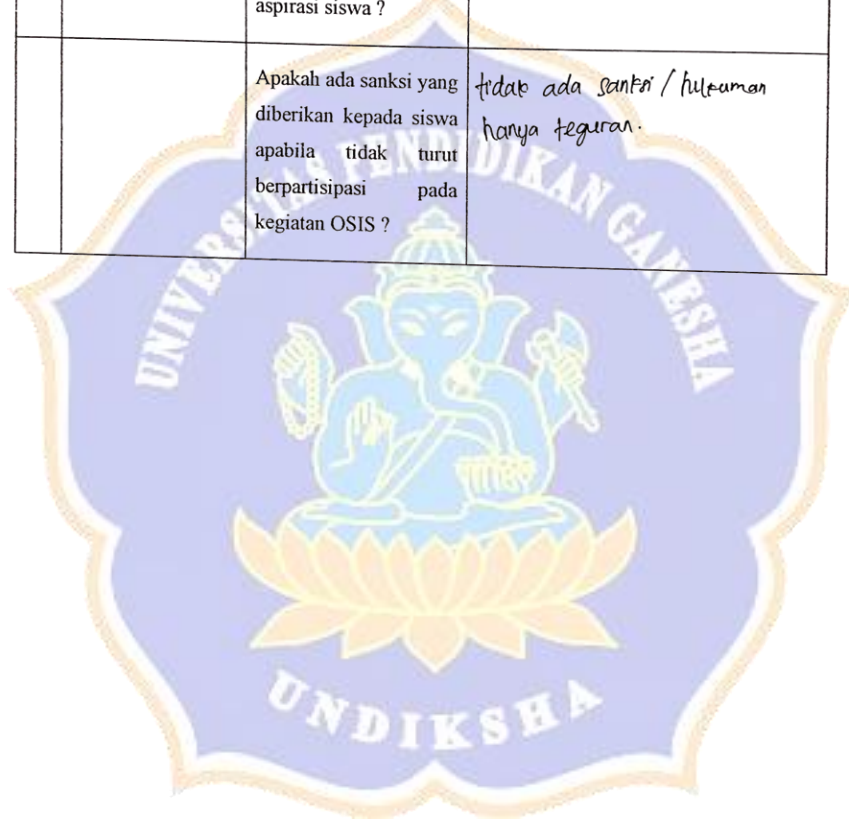 aspirasi siswa ?
Apakah ada sanksi yang
diberikan kepada siswa
apabila tidak turut
berpartisipasi pada
kegiatan OSIS ?
tidak ada sanksi / hukuman
hanya teguran.
UNIVERSITAS PENDIDIKAN GANESHA
UNDIKSHA